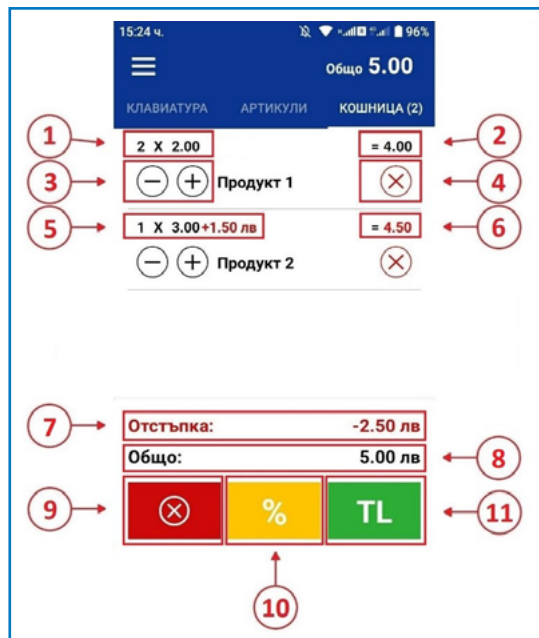 15:24 ч. 96%
Общо 5.00
КЛАВИАТУРА АРТИКУЛИ КОШНИЦА (2)
1 2 X 2.00 = 4.00 2
3 Продукт 1 4
5 1 X 3.00+1.50 лв = 4.50 6
Продукт 2
7 Отстъпка: -2.50 лв
Общо: 5.00 лв 8
9 % TL 11
10